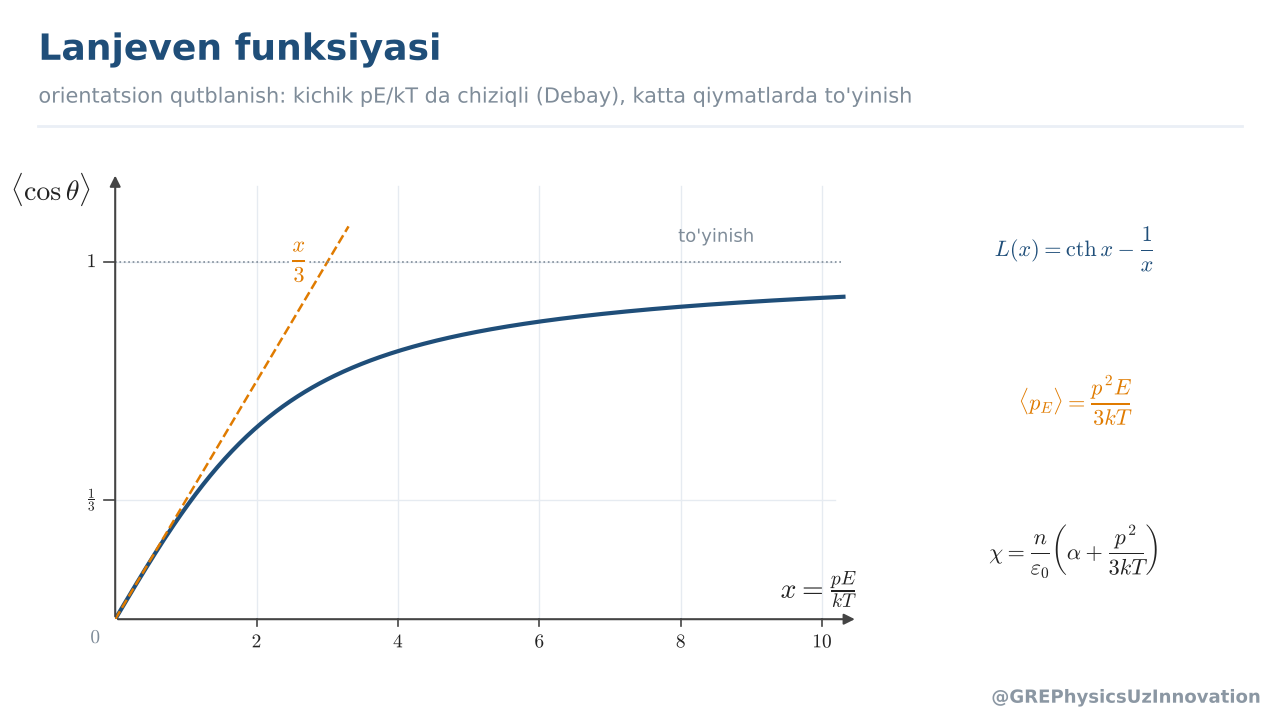 Lanjeven funksiyasi
orientatsion qutblanish: kichik pE/kT da chiziqli (Debay), katta qiymatlarda to'yinish
⟨cos θ⟩
x/3
to'yinish
1
1/3
0
2 4 6 8 10
x = pE/kT
L(x) = cth x − 1/x
⟨p_E⟩ = p²E/3kT
χ = n/ε₀ (α + p²/3kT)
@GREPhysicsUzInnovation